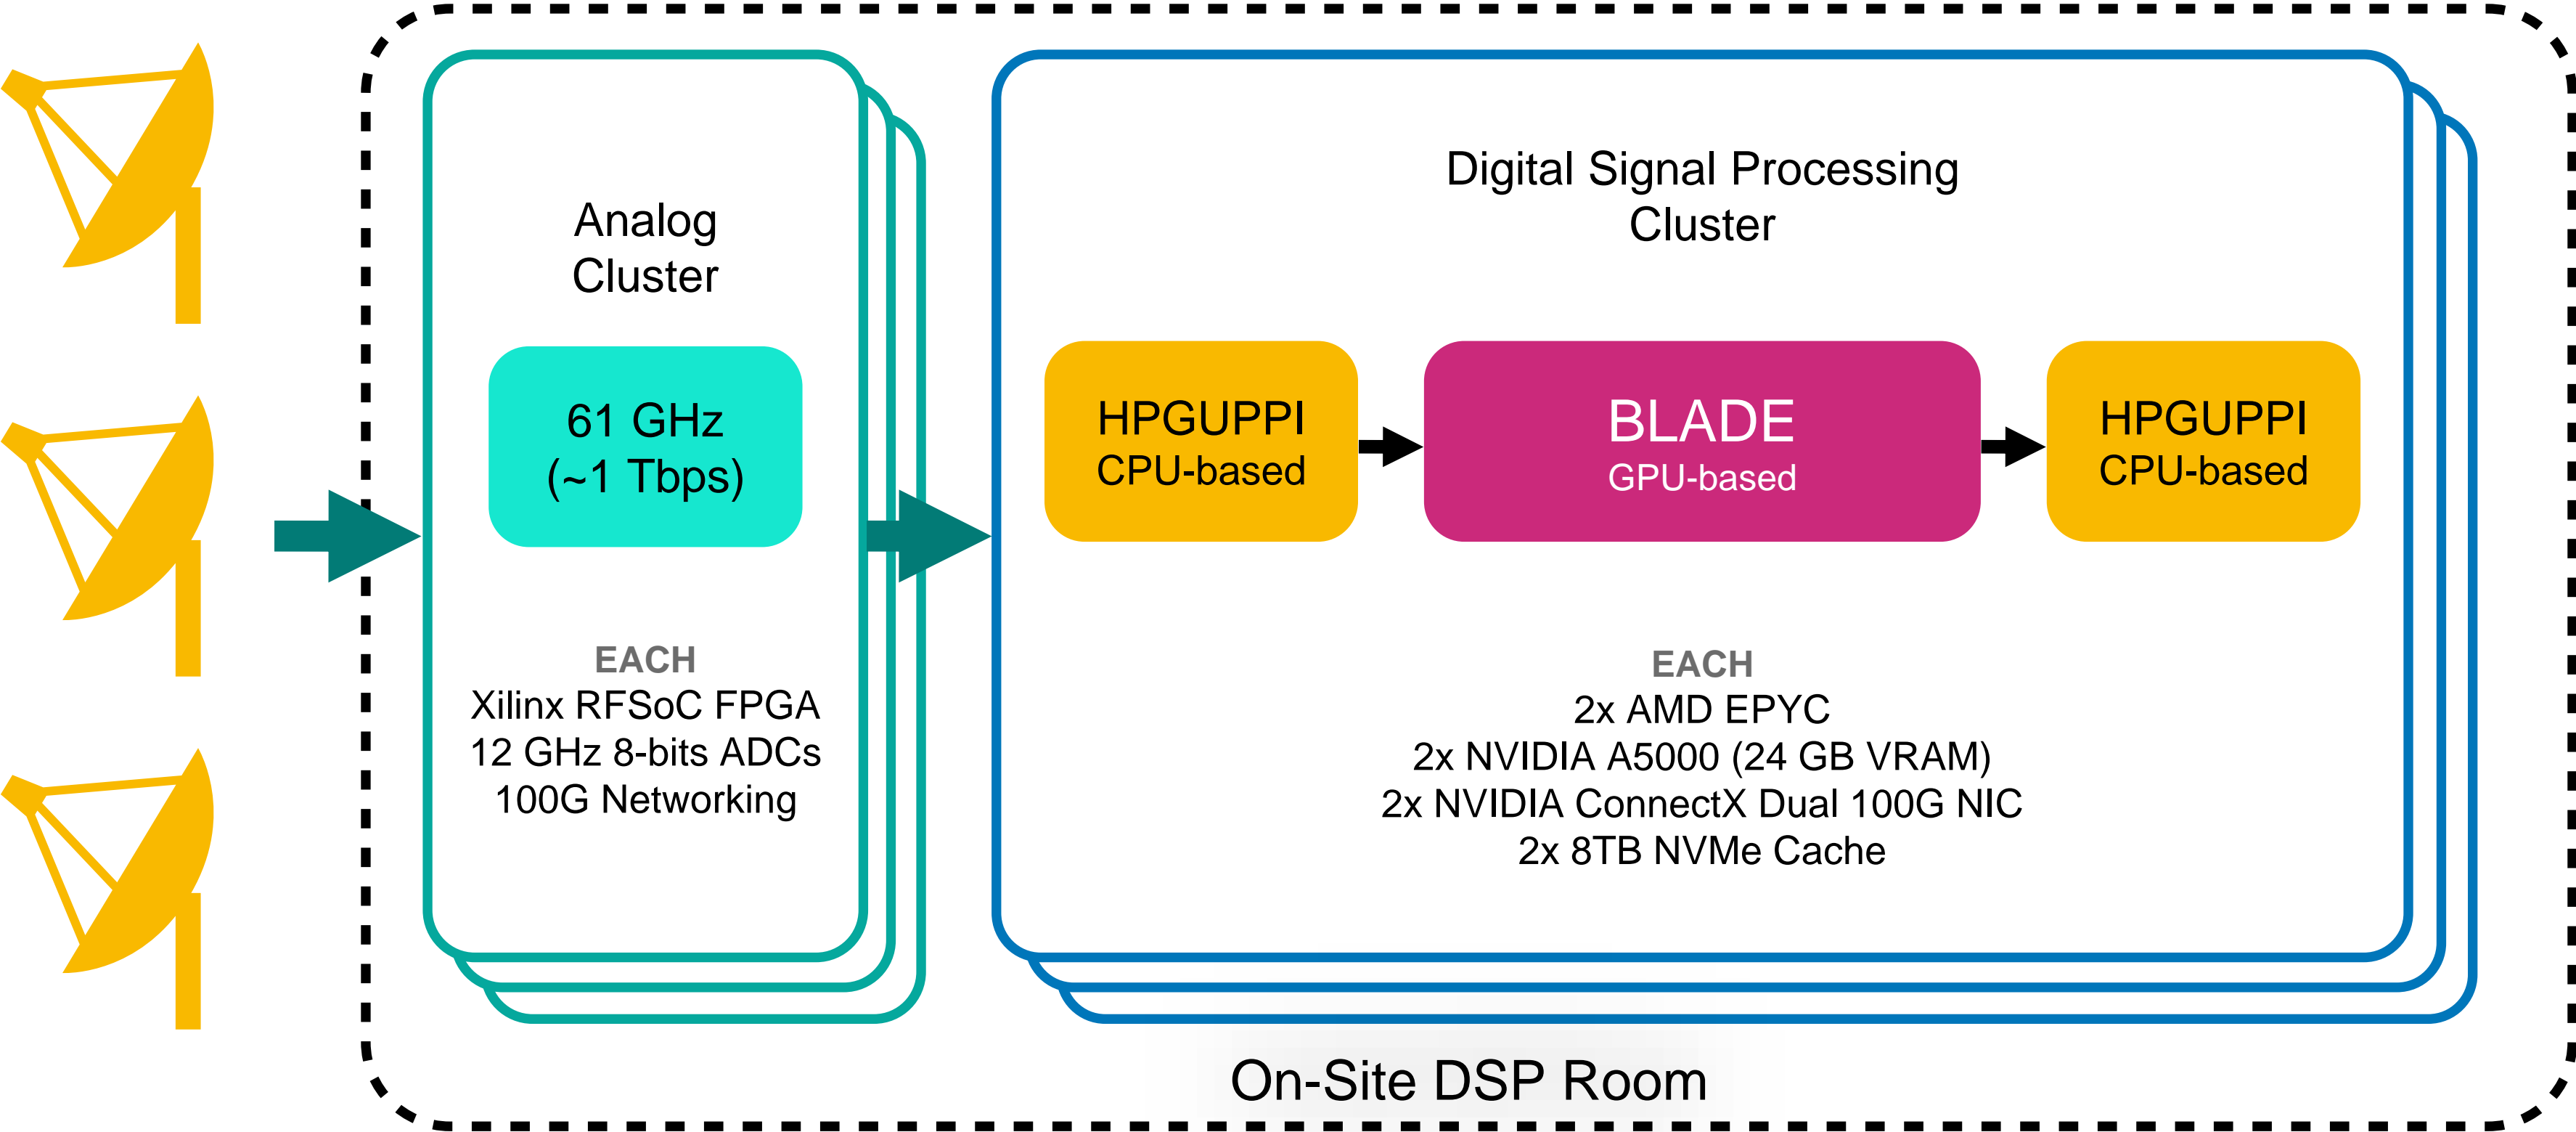 Analog
Cluster
61 GHz
(~1 Tbps)
EACH
Xilinx RFSoC FPGA
12 GHz 8-bits ADCs
100G Networking
Digital Signal Processing
Cluster
HPGUPPI
CPU-based
BLADE
GPU-based
HPGUPPI
CPU-based
EACH
2x AMD EPYC
2x NVIDIA A5000 (24 GB VRAM)
2x NVIDIA ConnectX Dual 100G NIC
2x 8TB NVMe Cache
On-Site DSP Room